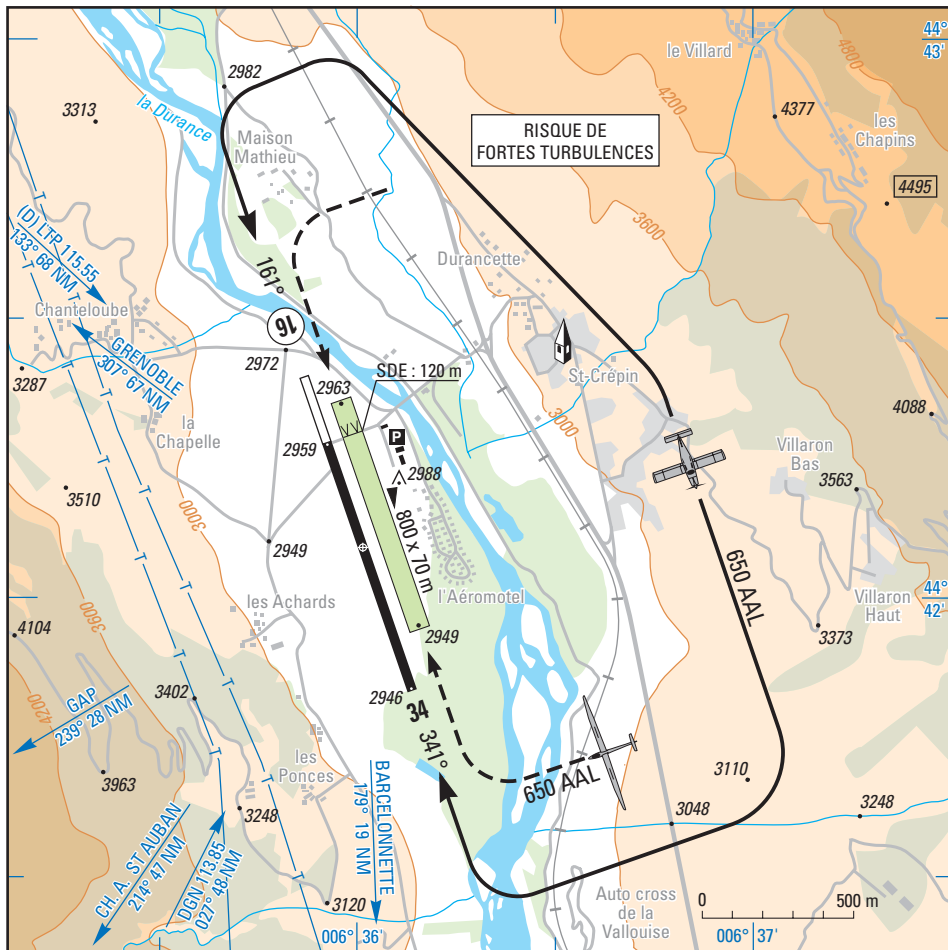 44°
43'
le Villard
4800
2982
3313
la Durance
4200
4377
RISQUE DE
FORTES TURBULENCES
les
Chapins
Maison
Mathieu
4495
3600
(D) LTP 115.55
133° 68 NM
Durancette
161°
Chanteloube
16
GRENOBLE
307° 67 NM
2972
St-Crépin
3287
SDE : 120 m
2963
3000
4088
la
Chapelle
2959
P
2988
Villaron
Bas
3563
3510
3000
800 x 70 m
2949
650 AAL
l'Aéromotel
44°
42'
les Achards
Villaron
Haut
4104
3600
2949
3373
GAP
239° 28 NM
4200
3402
2946
34
341°
les
Ponces
3963
650 AAL
3110
BARCELONNETTE
179° 19 NM
3248
3048
3248
CH. A. ST AUBAN
214° 47 NM
DGN 113.85
027° 48 NM
3120
Auto cross
de la
Vallouise
0
500 m
006° 36'
006° 37'
T
T
T
T
T
T
T
T
T
T
T
T